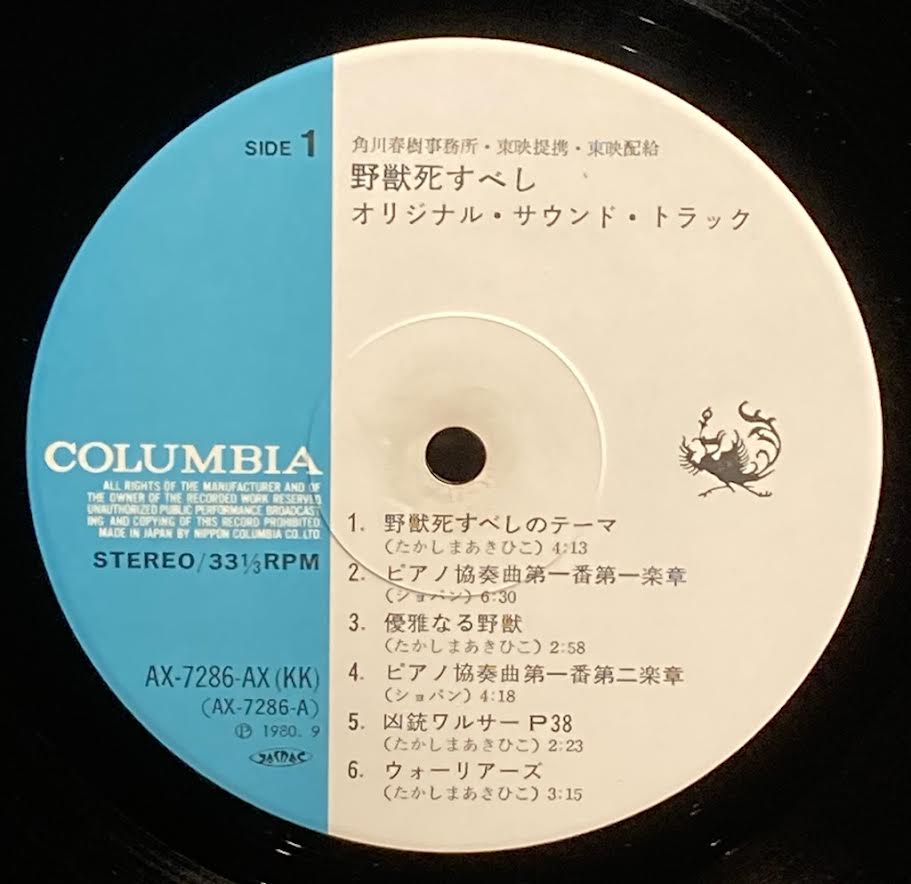 SIDE 1
角川春樹事務所・東映提携・東映配給
野獣死すべし
オリジナル・サウンド・トラック
COLUMBIA
ALL RIGHTS OF THE MANUFACTURER AND OF
THE OWNER OF THE RECORDED WORK RESERVED
UNAUTHORIZED PUBLIC PERFORMANCE BROADCAST
ING AND COPYING OF THIS RECORD PROHIBITED
MADE IN JAPAN BY NIPPON COLUMBIA CO. LTD
STEREO/33⅓RPM
AX-7286-AX (KK)
(AX-7286-A)
Ⓟ 1980. 9
JASRAC
1. 野獣死すべしのテーマ
(たかしまあきひこ) 4:13
2. ピアノ協奏曲第一番第一楽章
(ショパン) 6:30
3. 優雅なる野獣
(たかしまあきひこ) 2:58
4. ピアノ協奏曲第一番第二楽章
(ショパン) 4:18
5. 凶銃ワルサーP38
(たかしまあきひこ) 2:23
6. ウォーリアーズ
(たかしまあきひこ) 3:15